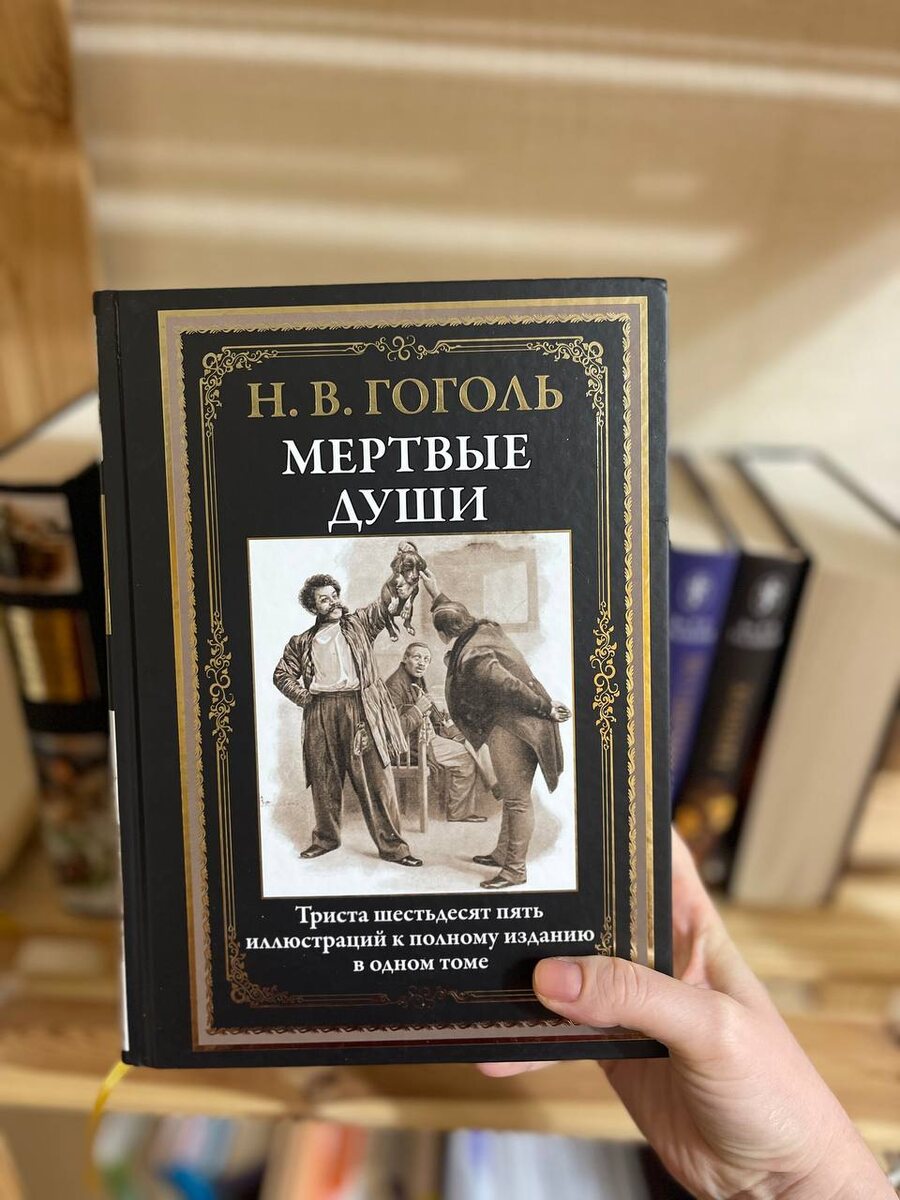 Н. В. ГОГОЛЬ
МЕРТВЫЕ
ДУШИ
Триста шестьдесят пять
иллюстраций к полному изданию
в одном томе